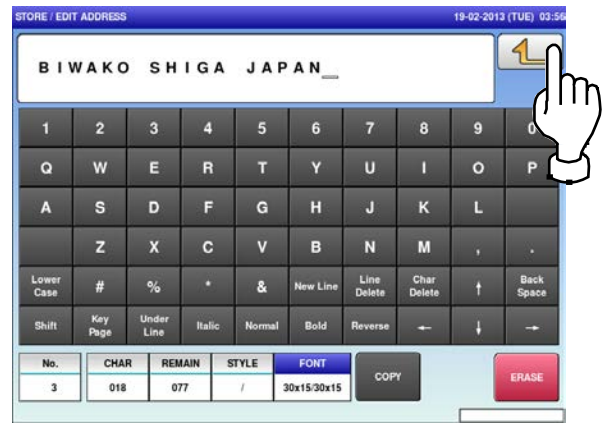 STORE / EDIT ADDRESS 19-02-2013 (TUE) 03:56
BIWAKO SHIGA JAPAN_
1 2 3 4 5 6 7 8 9 0
Q W E R T Y U I O P
A S D F G H J K L
Z X C V B N M , .
Lower Case # % * & New Line Line Delete Char Delete ↑ Back Space
Shift Key Page Under Line Italic Normal Bold Reverse ← ↓ →
No. CHAR REMAIN STYLE FONT COPY ERASE
3 018 077 / 30x15/30x15